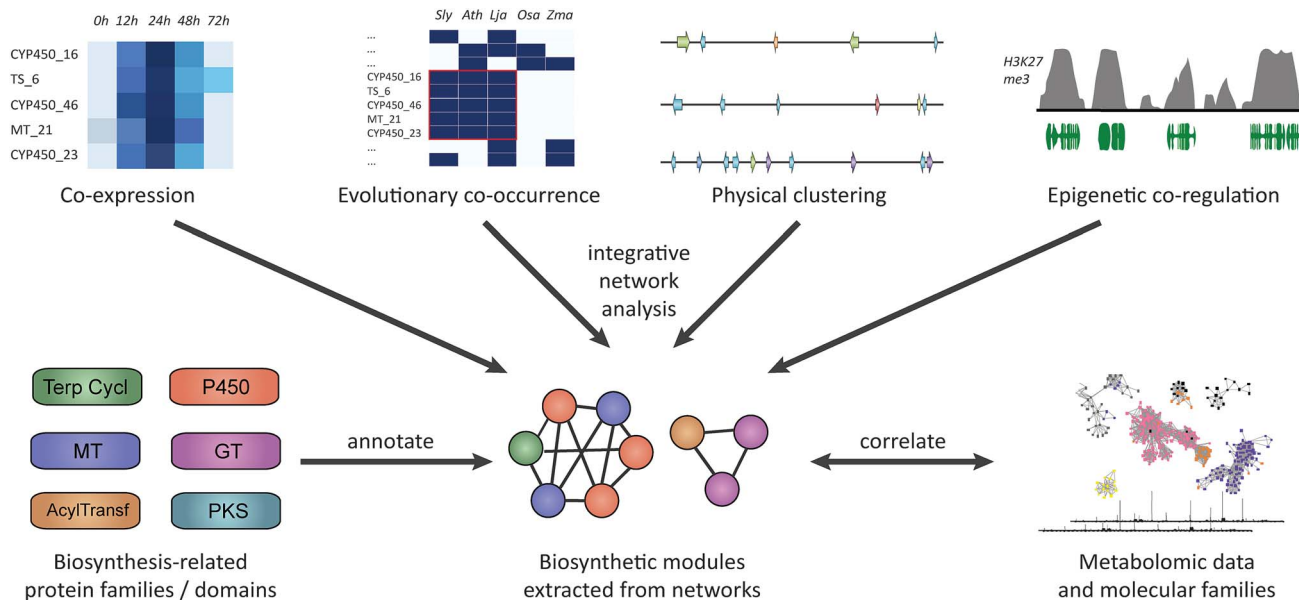 0h 12h 24h 48h 72h
CYP450_16
TS_6
CYP450_46
MT_21
CYP450_23
Co-expression
Sly Ath Lja Osa Zma
...
...
...
CYP450_16
TS_6
CYP450_46
MT_21
CYP450_23
...
...
Evolutionary co-occurrence
Physical clustering
H3K27
me3
Epigenetic co-regulation
integrative
network
analysis
Terp Cycl
P450
MT
GT
AcylTransf
PKS
annotate
correlate
Biosynthesis-related
protein families / domains
Biosynthetic modules
extracted from networks
Metabolomic data
and molecular families